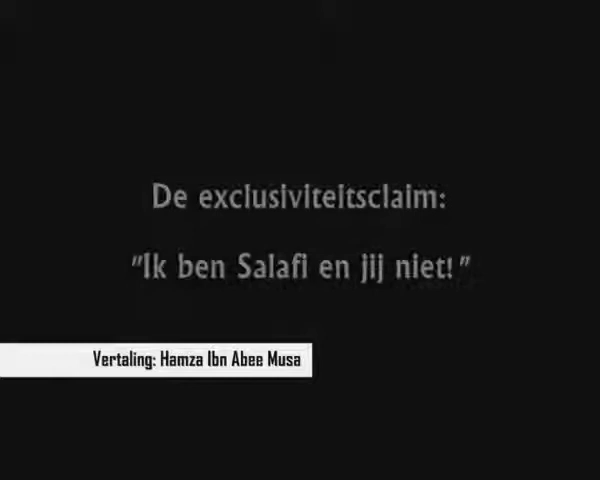 De exclusiviteitsclaim:
"Ik ben Salafi en jij niet!"
Vertaling: Hamza Ibn Abee Musa